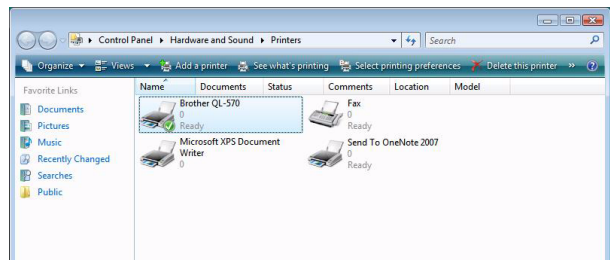 Control Panel ▸ Hardware and Sound ▸ Printers
Search
Organize Views Add a printer See what's printing Select printing preferences Delete this printer »
Favorite Links
Documents
Pictures
Music
Recently Changed
Searches
Public
Name Documents Status Comments Location Model
Brother QL-570
0
Ready
Fax
0
Ready
Microsoft XPS Document
Writer
0
Send To OneNote 2007
0
Ready